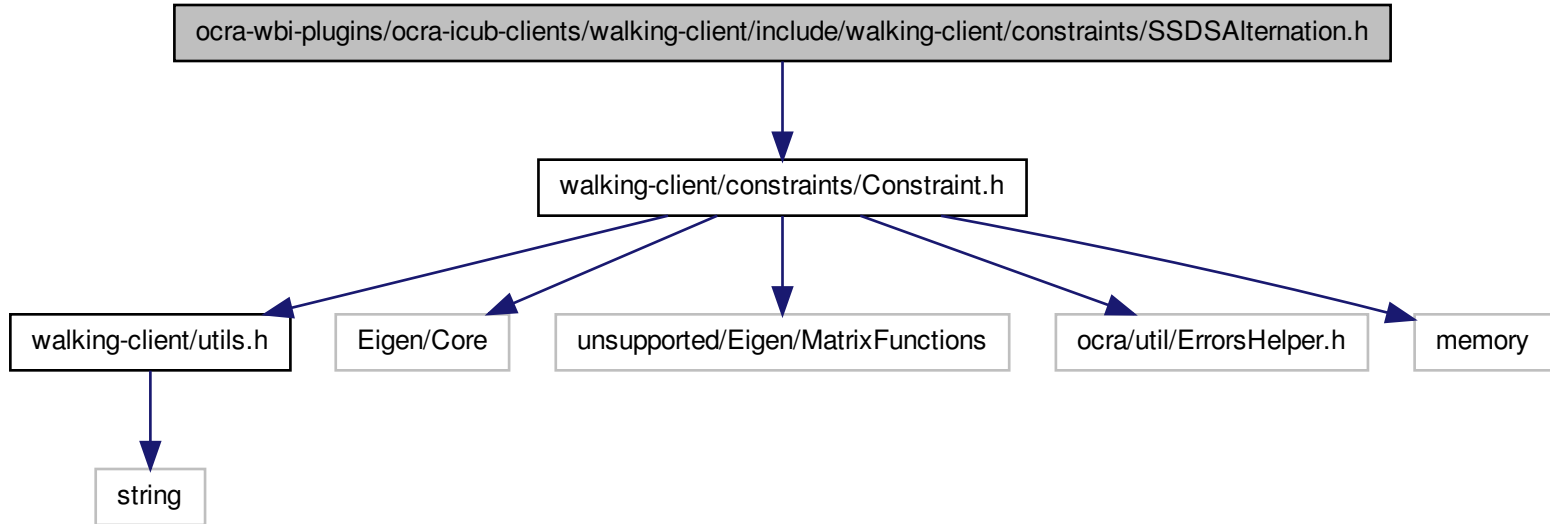 ocra-wbi-plugins/ocra-icub-clients/walking-client/include/walking-client/constraints/SSDSAlternation.h
walking-client/constraints/Constraint.h
walking-client/utils.h
Eigen/Core
unsupported/Eigen/MatrixFunctions
ocra/util/ErrorsHelper.h
memory
string